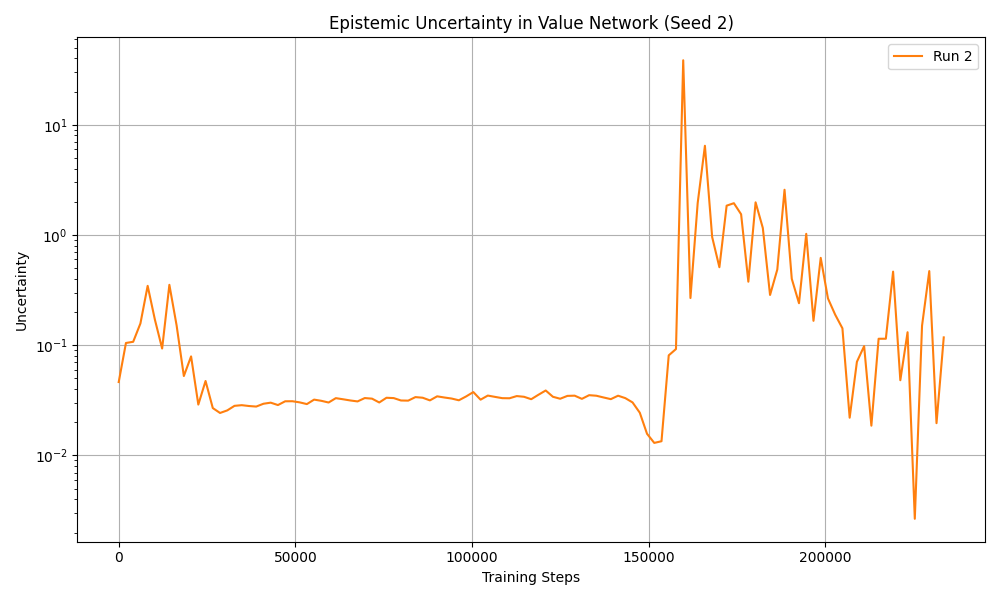 Epistemic Uncertainty in Value Network (Seed 2)
Run 2
Uncertainty
10^1
10^0
10^-1
10^-2
0 50000 100000 150000 200000
Training Steps